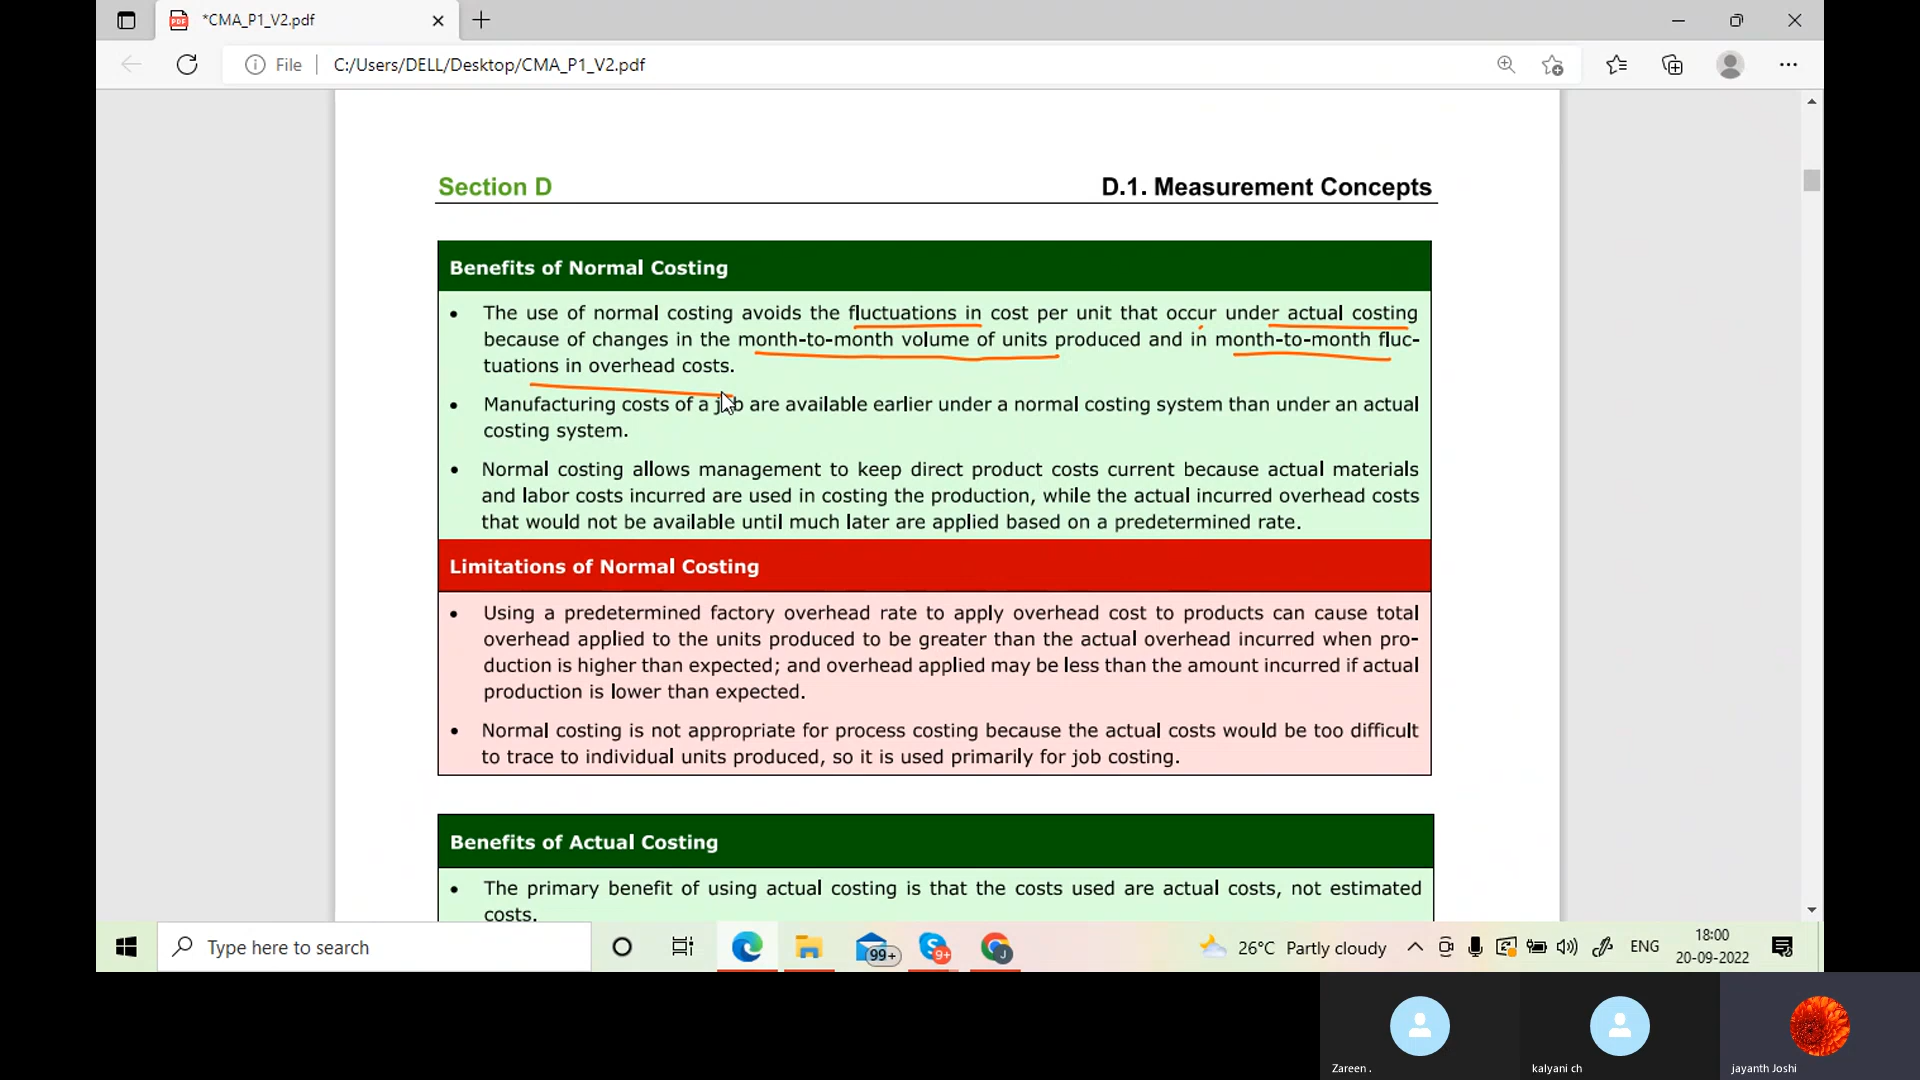 *CMA_P1_V2.pdf
File
C:/Users/DELL/Desktop/CMA_P1_V2.pdf
Section D
D.1. Measurement Concepts
Benefits of Normal Costing
• The use of normal costing avoids the fluctuations in cost per unit that occur under actual costing
because of changes in the month-to-month volume of units produced and in month-to-month fluc-
tuations in overhead costs.
• Manufacturing costs of a job are available earlier under a normal costing system than under an actual
costing system.
• Normal costing allows management to keep direct product costs current because actual materials
and labor costs incurred are used in costing the production, while the actual incurred overhead costs
that would not be available until much later are applied based on a predetermined rate.
Limitations of Normal Costing
• Using a predetermined factory overhead rate to apply overhead cost to products can cause total
overhead applied to the units produced to be greater than the actual overhead incurred when pro-
duction is higher than expected; and overhead applied may be less than the amount incurred if actual
production is lower than expected.
• Normal costing is not appropriate for process costing because the actual costs would be too difficult
to trace to individual units produced, so it is used primarily for job costing.
Benefits of Actual Costing
• The primary benefit of using actual costing is that the costs used are actual costs, not estimated
costs.
Type here to search
99+
9+
J
26°C Partly cloudy
ENG
18:00
20-09-2022
Zareen .
kalyani ch
jayanth Joshi